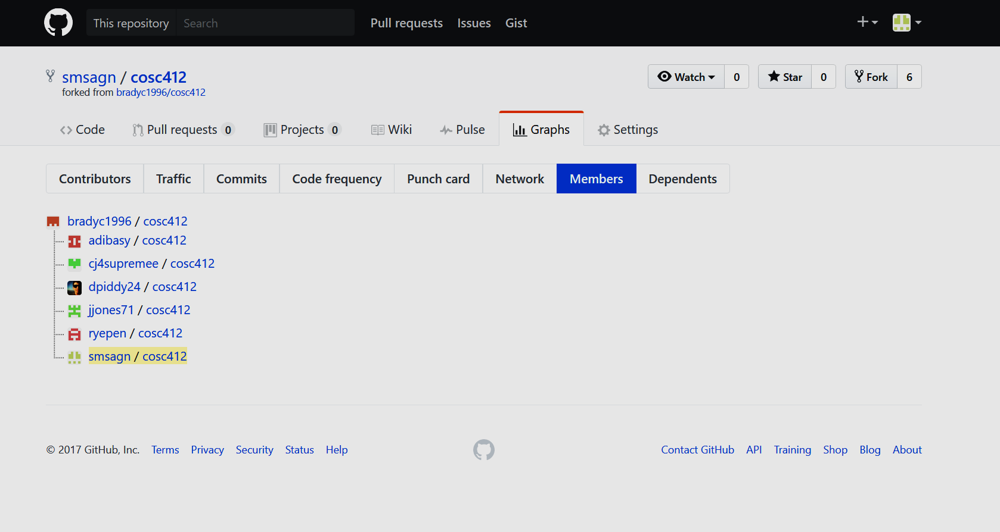 This repository Search Pull requests Issues Gist
smsagn / cosc412 Watch 0 Star 0 Fork 6
forked from bradyc1996/cosc412
Code Pull requests 0 Projects 0 Wiki Pulse Graphs Settings
Contributors Traffic Commits Code frequency Punch card Network Members Dependents
bradyc1996 / cosc412
adibasy / cosc412
cj4supremee / cosc412
dpiddy24 / cosc412
jjones71 / cosc412
ryepen / cosc412
smsagn / cosc412
© 2017 GitHub, Inc. Terms Privacy Security Status Help Contact GitHub API Training Shop Blog About